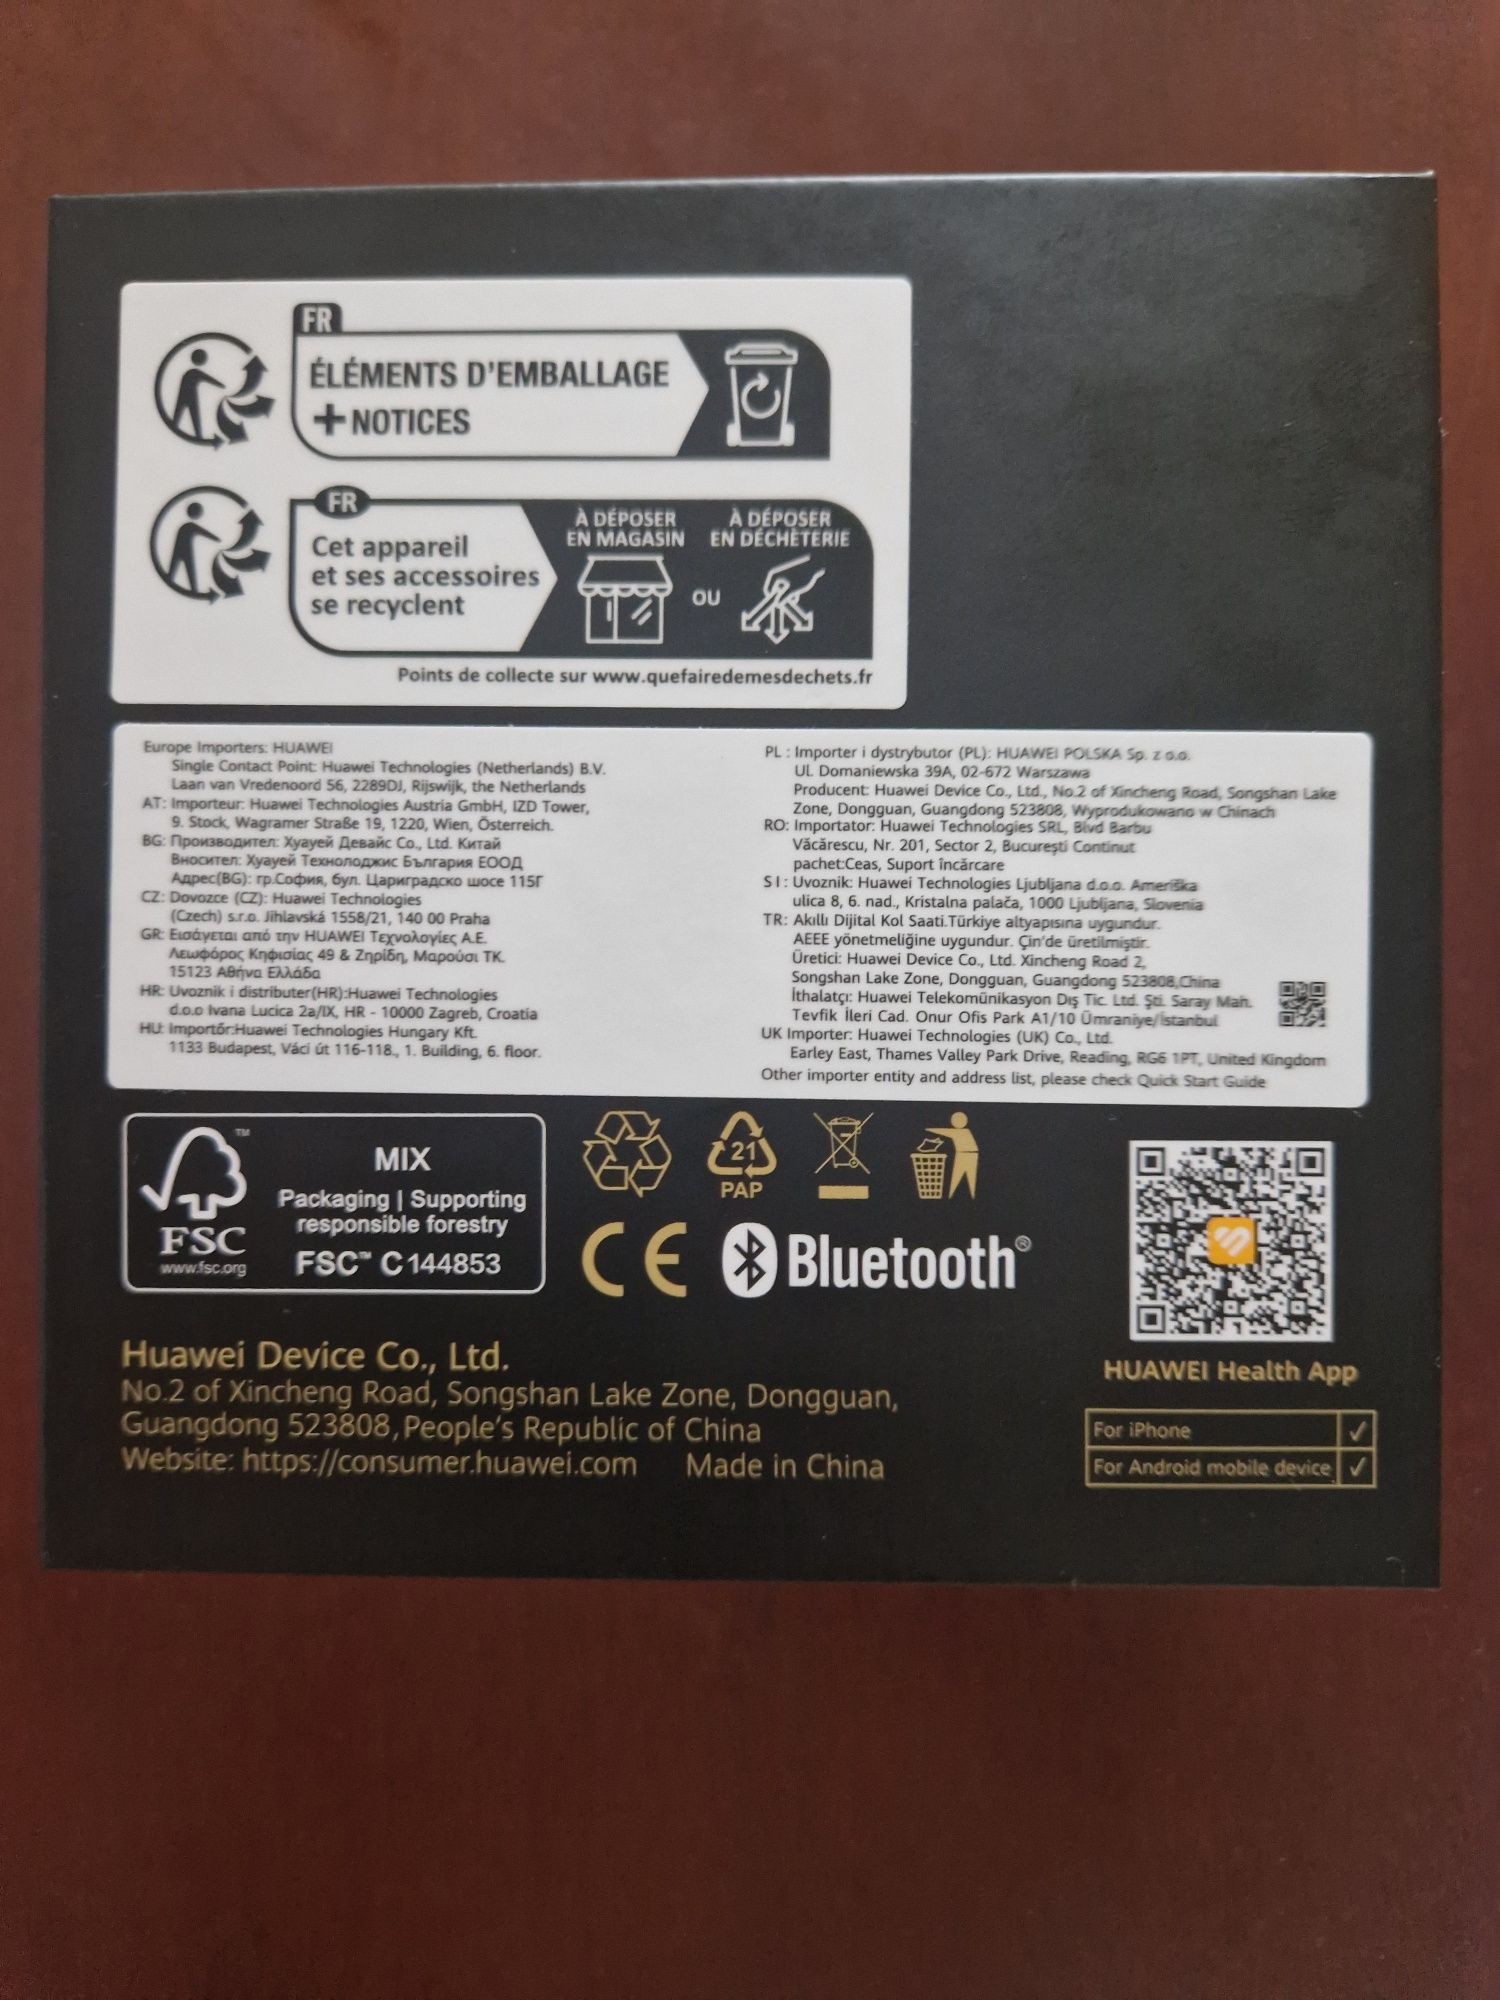 FR
ÉLÉMENTS D'EMBALLAGE
+ NOTICES
FR
Cet appareil
et ses accessoires
se recyclent
À DÉPOSER
EN MAGASIN
OU
À DÉPOSER
EN DÉCHÈTERIE
Points de collecte sur www.quefairedemesdechets.fr
Europe Importers: HUAWEI
Single Contact Point: Huawei Technologies (Netherlands) B.V.
Laan van Vredenoord 56, 2289DJ, Rijswijk, the Netherlands
AT: Importeur: Huawei Technologies Austria GmbH, IZD Tower,
9. Stock, Wagramer Straße 19, 1220, Wien, Österreich.
BG: Производител: Хуауей Девайс Co., Ltd. Китай
Вносител: Хуауей Технолоджис България ЕООД
Адрес(BG): гр.София, бул. Цариградско шосе 115Г
CZ: Dovozce (CZ): Huawei Technologies
(Czech) s.r.o. Jihlavská 1558/21, 140 00 Praha
GR: Εισάγεται από την HUAWEI Τεχνολογίες Α.Ε.
Λεωφόρος Κηφισίας 49 & Ζηρίδη, Μαρούσι ΤΚ.
15123 Αθήνα Ελλάδα
HR: Uvoznik i distributer(HR):Huawei Technologies
d.o.o Ivana Lucica 2a/IX, HR - 10000 Zagreb, Croatia
HU: Importőr:Huawei Technologies Hungary Kft.
1133 Budapest, Váci út 116-118., 1. Building, 6. floor.
PL : Importer i dystrybutor (PL): HUAWEI POLSKA Sp. z o.o.
Ul. Domaniewska 39A, 02-672 Warszawa
Producent: Huawei Device Co., Ltd., No.2 of Xincheng Road, Songshan Lake
Zone, Dongguan, Guangdong 523808, Wyprodukowano w Chinach
RO: Importator: Huawei Technologies SRL, Blvd Barbu
Văcărescu, Nr. 201, Sector 2, București Continut
pachet:Ceas, Suport încărcare
SI: Uvoznik: Huawei Technologies Ljubljana d.o.o. Ameriška
ulica 8, 6. nad., Kristalna palača, 1000 Ljubljana, Slovenia
TR: Akıllı Dijital Kol Saati.Türkiye altyapısına uygundur.
AEEE yönetmeliğine uygundur. Çin'de üretilmiştir.
Üretici: Huawei Device Co., Ltd. Xincheng Road 2,
Songshan Lake Zone, Dongguan, Guangdong 523808,China
İthalatçı: Huawei Telekomünikasyon Dış Tic. Ltd. Şti. Saray Mah.
Tevfik İleri Cad. Onur Ofis Park A1/10 Ümraniye/İstanbul
UK Importer: Huawei Technologies (UK) Co., Ltd.
Earley East, Thames Valley Park Drive, Reading, RG6 1PT, United Kingdom
Other importer entity and address list, please check Quick Start Guide
TM
FSC
www.fsc.org
MIX
Packaging | Supporting
responsible forestry
FSC™ C144853
21
PAP
CE
Bluetooth®
Huawei Device Co., Ltd.
No.2 of Xincheng Road, Songshan Lake Zone, Dongguan,
Guangdong 523808, People's Republic of China
Website: https://consumer.huawei.com Made in China
HUAWEI Health App
For iPhone ✓
For Android mobile device ✓